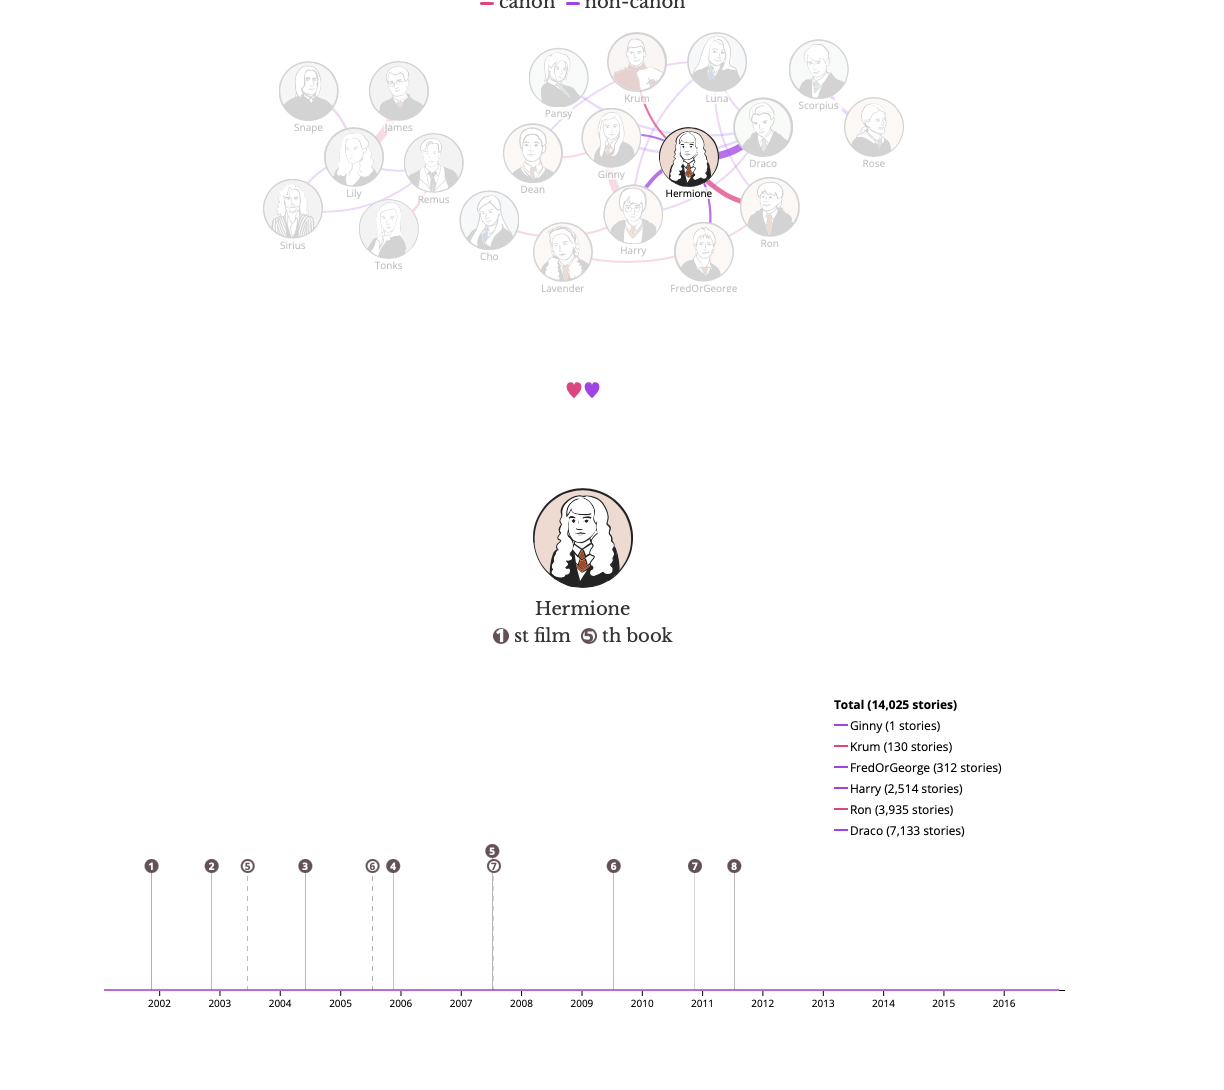 canon non-canon
Krum Luna
Scorpius
Pansy
Snape James
Draco Rose
Ginny
Dean
Hermione
Lily
Remus
Ron
Sirius
Harry
Cho
Tonks
Lavender FredOrGeorge
Hermione
1 st film 5 th book
Total (14,025 stories)
Ginny (1 stories)
Krum (130 stories)
FredOrGeorge (312 stories)
Harry (2,514 stories)
Ron (3,935 stories)
Draco (7,133 stories)
5
1 2 5 3 6 4 7 6 7 8
2002 2003 2004 2005 2006 2007 2008 2009 2010 2011 2012 2013 2014 2015 2016